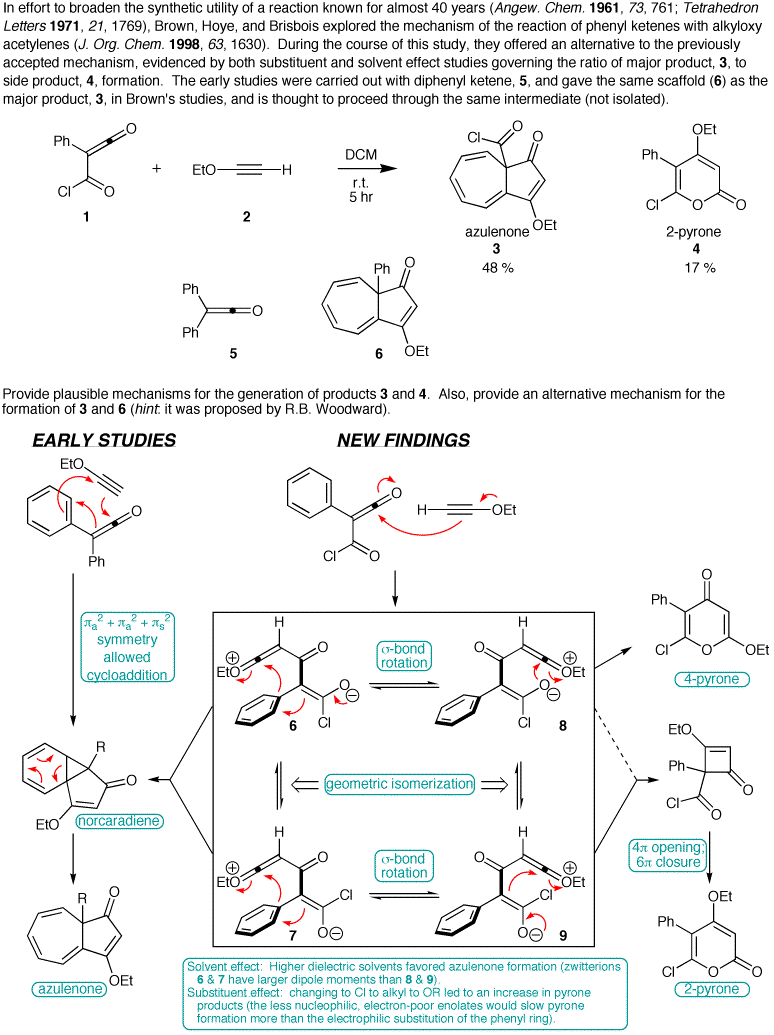 In effort to broaden the synthetic utility of a reaction known for almost 40 years (Angew. Chem. 1961, 73, 761; Tetrahedron
Letters 1971, 21, 1769), Brown, Hoye, and Brisbois explored the mechanism of the reaction of phenyl ketenes with alkyloxy
acetylenes (J. Org. Chem. 1998, 63, 1630). During the course of this study, they offered an alternative to the previously
accepted mechanism, evidenced by both substituent and solvent effect studies governing the ratio of major product, 3, to
side product, 4, formation. The early studies were carried out with diphenyl ketene, 5, and gave the same scaffold (6) as the
major product, 3, in Brown's studies, and is thought to proceed through the same intermediate (not isolated).
Ph
O
Cl
O
1
+
EtO
H
2
DCM
r.t.
5 hr
Cl
O
O
OEt
azulenone
3
48 %
OEt
Ph
Cl
O
O
2-pyrone
4
17 %
Ph
Ph
O
5
Ph
O
OEt
6
Provide plausible mechanisms for the generation of products 3 and 4. Also, provide an alternative mechanism for the
formation of 3 and 6 (hint: it was proposed by R.B. Woodward).
EARLY STUDIES
NEW FINDINGS
EtO
O
Ph
O
Cl
O
H
OEt
πa2 + πa2 + πs2
symmetry
allowed
cycloaddition
H
O
EtO
O
Cl
6
σ-bond
rotation
H
O
OEt
O
Cl
8
O
Ph
Cl
O
OEt
4-pyrone
geometric isomerization
R
O
EtO
norcaradiene
EtO
Ph
O
Cl
O
H
O
EtO
Cl
O
7
σ-bond
rotation
H
O
OEt
Cl
O
9
4π opening;
6π closure
R
O
OEt
azulenone
OEt
Ph
Cl
O
O
2-pyrone
Solvent effect: Higher dielectric solvents favored azulenone formation (zwitterions
6 & 7 have larger dipole moments than 8 & 9).
Substituent effect: changing to Cl to alkyl to OR led to an increase in pyrone
products (the less nucleophilic, electron-poor enolates would slow pyrone
formation more than the electrophilic substitution of the phenyl ring).